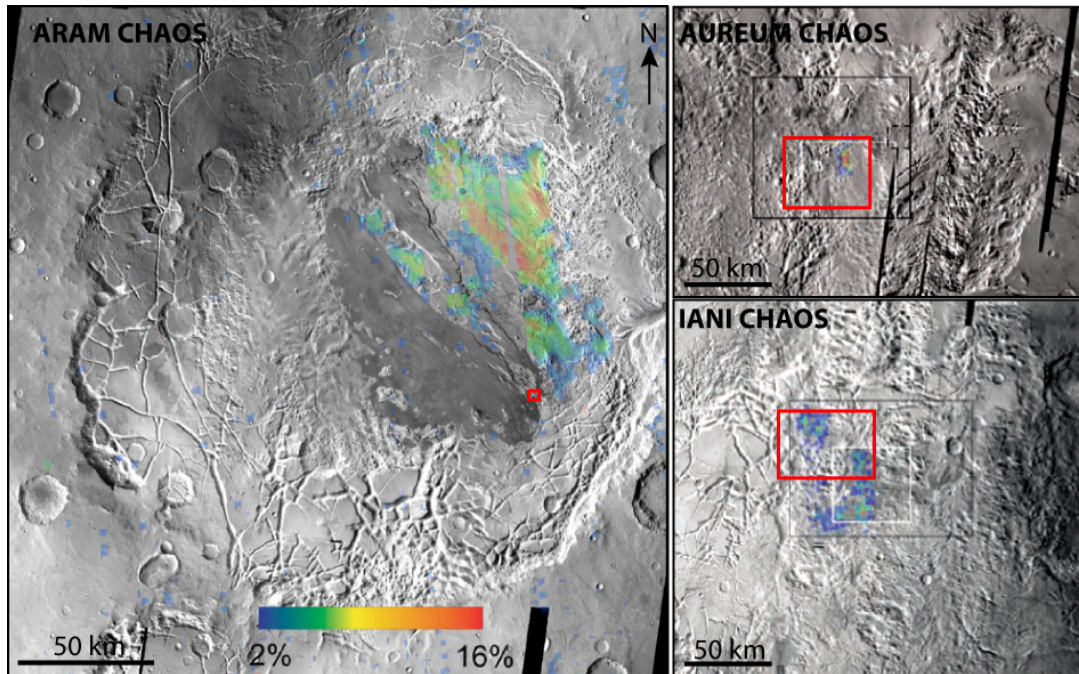 ARAM CHAOS
N
2%
16%
50 km
AUREUM CHAOS
50 km
IANI CHAOS
50 km